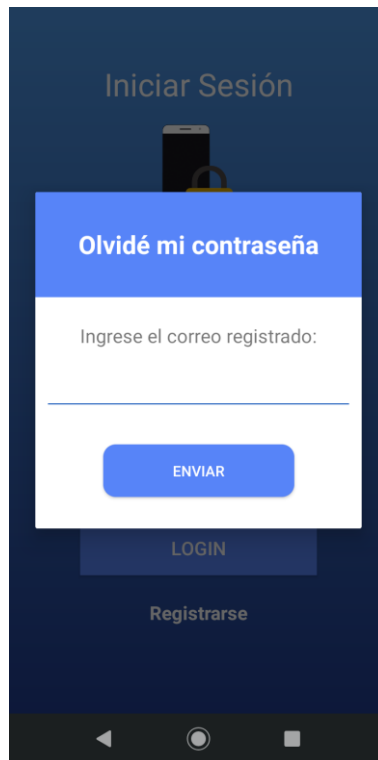 Iniciar Sesión
Olvidé mi contraseña
Ingrese el correo registrado:
ENVIAR
LOGIN
Registrarse